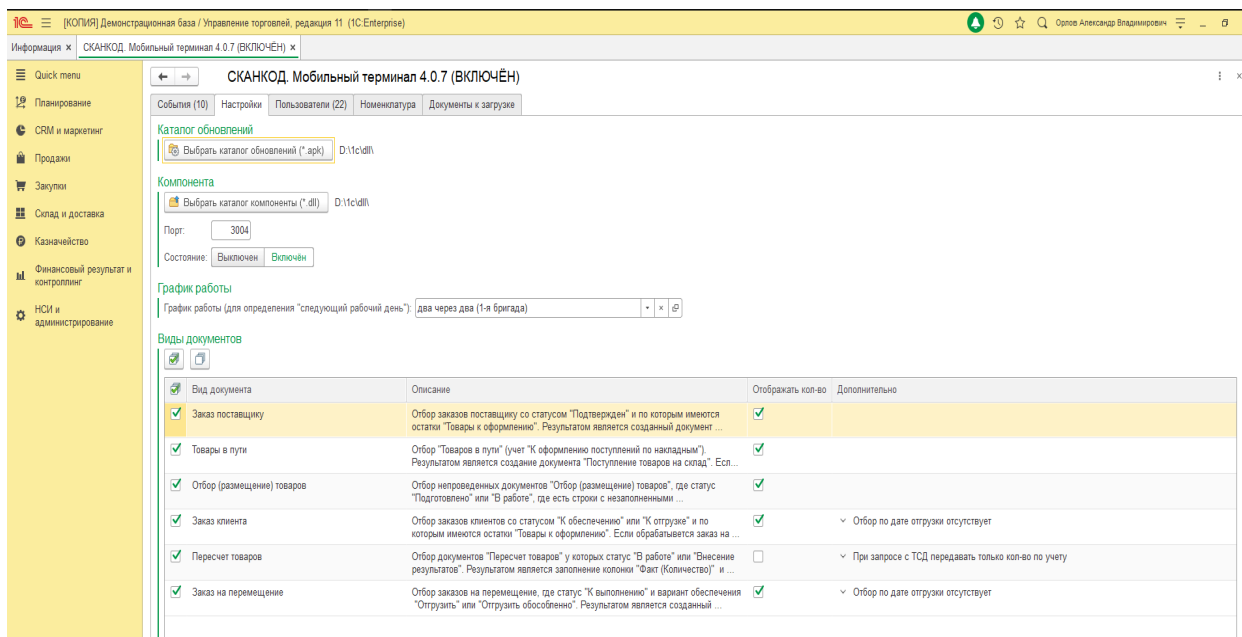 [КОПИЯ] Демонстрационная база / Управление торговлей, редакция 11 (1C:Enterprise)
Орлов Александр Владимирович
Информация ×
СКАНКОД. Мобильный терминал 4.0.7 (ВКЛЮЧЁН) ×
Quick menu
Планирование
CRM и маркетинг
Продажи
Закупки
Склад и доставка
Казначейство
Финансовый результат и
контроллинг
НСИ и
администрирование
СКАНКОД. Мобильный терминал 4.0.7 (ВКЛЮЧЁН)
События (10) Настройки Пользователи (22) Номенклатура Документы к загрузке
Каталог обновлений
Выбрать каталог обновлений (*.apk) D:\1c\dll\
Компонента
Выбрать каталог компоненты (*.dll) D:\1c\dll\
Порт: 3004
Состояние: Выключен Включён
График работы
График работы (для определения "следующий рабочий день"): два через два (1-я бригада)
Виды документов
Вид документа Описание Отображать кол-во Дополнительно
Заказ поставщику Отбор заказов поставщику со статусом "Подтвержден" и по которым имеются
остатки "Товары к оформлению". Результатом является созданный документ ...
Товары в пути Отбор "Товаров в пути" (учет "К оформлению поступлений по накладным").
Результатом является создание документа "Поступление товаров на склад". Есл...
Отбор (размещение) товаров Отбор непроведенных документов "Отбор (размещение) товаров", где статус
"Подготовлено" или "В работе", где есть строки с незаполненными ...
Заказ клиента Отбор заказов клиентов со статусом "К обеспечению" или "К отгрузке" и по Отбор по дате отгрузки отсутствует
которым имеются остатки "Товары к оформлению". Если обрабатывется заказ на ...
Пересчет товаров Отбор документов "Пересчет товаров" у которых статус "В работе" или "Внесение При запросе с ТСД передавать только кол-во по учету
результатов". Результатом является заполнение колонки "Факт (Количество)" и ...
Заказ на перемещение Отбор заказов на перемещение, где статус "К выполнению" и вариант обеспечения Отбор по дате отгрузки отсутствует
"Отгрузить" или "Отгрузить обособленно". Результатом является созданный ...